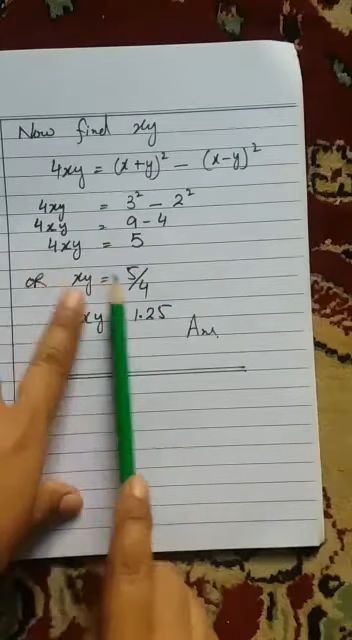 Now find xy
4xy = (x+y)² - (x-y)²
4xy = 3² - 2²
4xy = 9 - 4
4xy = 5
OR xy = 5/4
xy 1.25 Ans